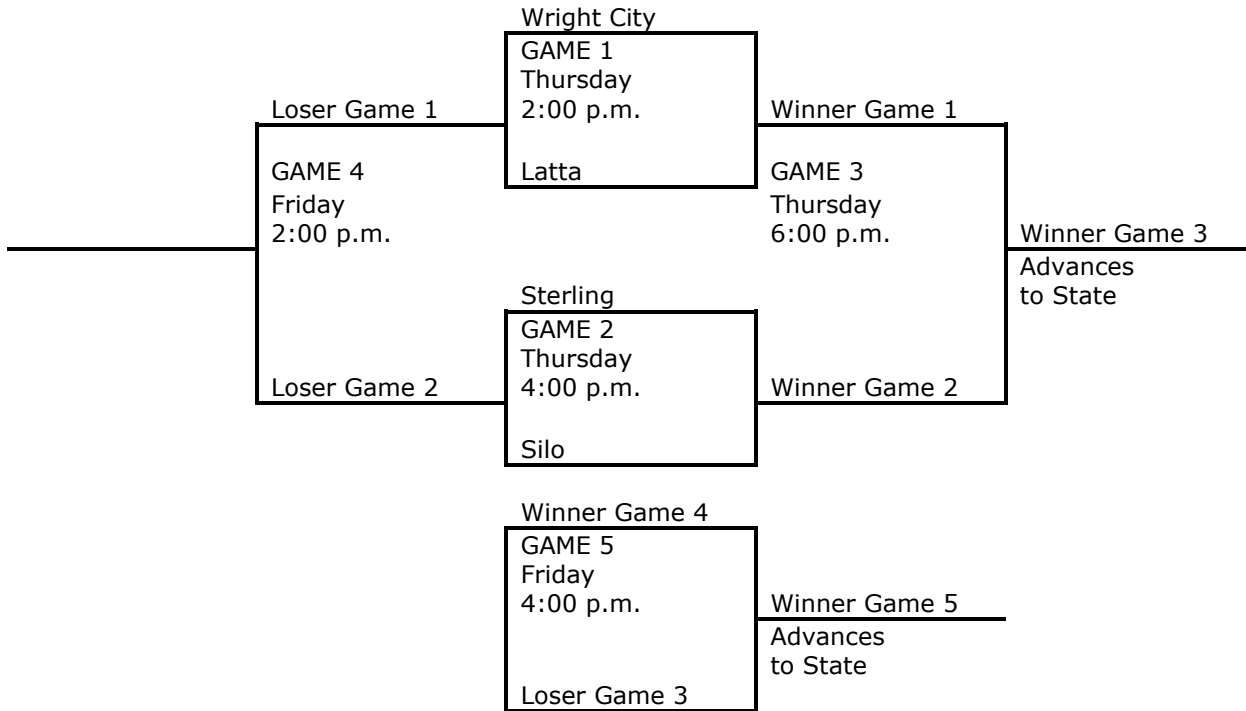 Wright City
GAME 1
Thursday
Loser Game 1
2:00 p.m.
Winner Game 1
GAME 4
Latta
GAME 3
Friday
Thursday
2:00 p.m.
6:00 p.m.
Winner Game 3
Advances
to State
Sterling
GAME 2
Thursday
Loser Game 2
4:00 p.m.
Winner Game 2
Silo
Winner Game 4
GAME 5
Friday
4:00 p.m.
Winner Game 5
Advances
to State
Loser Game 3